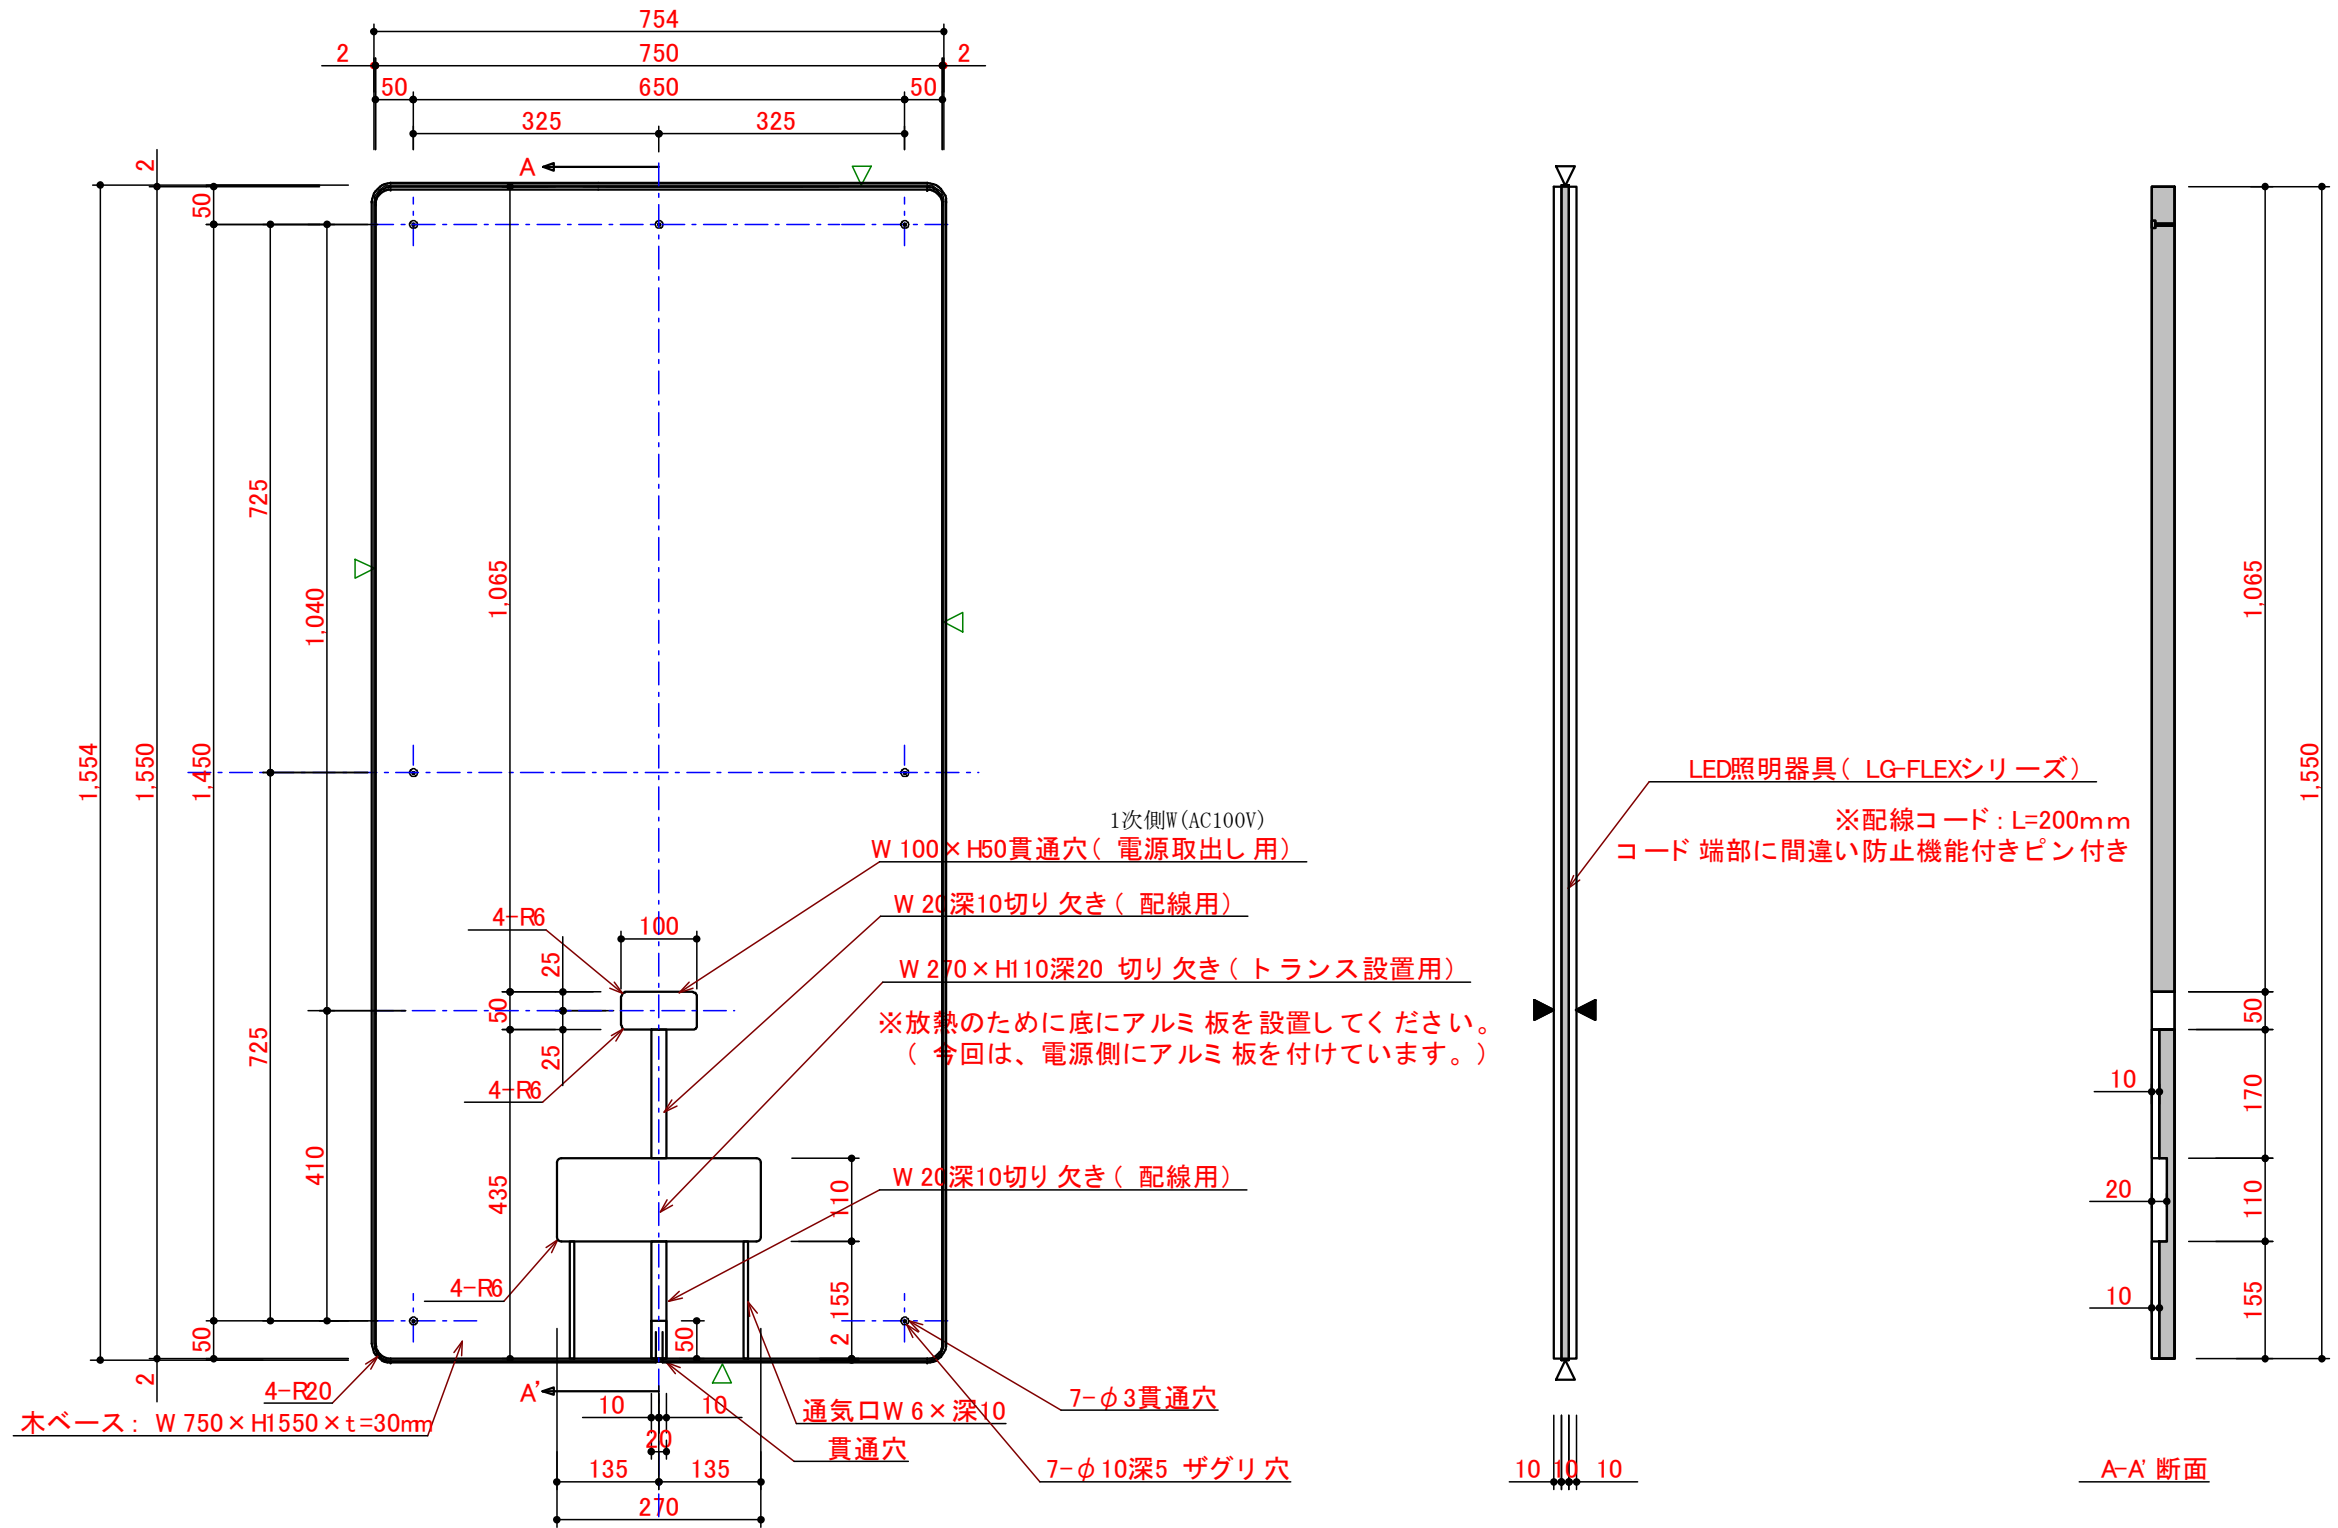 754
2
750
2
50
650
50
325
325
A
2
50
725
1,040
1,065
1,554
1,550
1,450
725
410
435
50
2
1次側W(AC100V)
W100×H50貫通穴(電源取出し用)
W20深10切り欠き(配線用)
4-R6
100
25
50
25
4-R6
W270×H110深20 切り欠き(トランス設置用)
※放熱のために底にアルミ板を設置してください。
(今回は、電源側にアルミ板を付けています。)
W20深10切り欠き(配線用)
110
155
2
50
4-R6
4-R20
木ベース: W750×H1550×t=30mm
A'
10
10
20
通気口W6×深10
貫通穴
135
135
270
7-φ3貫通穴
7-φ10深5 ザグリ穴
LED照明器具(LG-FLEXシリーズ)
※配線コード:L=200mm
コード端部に間違い防止機能付きピン付き
10
10
10
1,065
1,550
50
10
170
20
110
10
155
A-A'断面